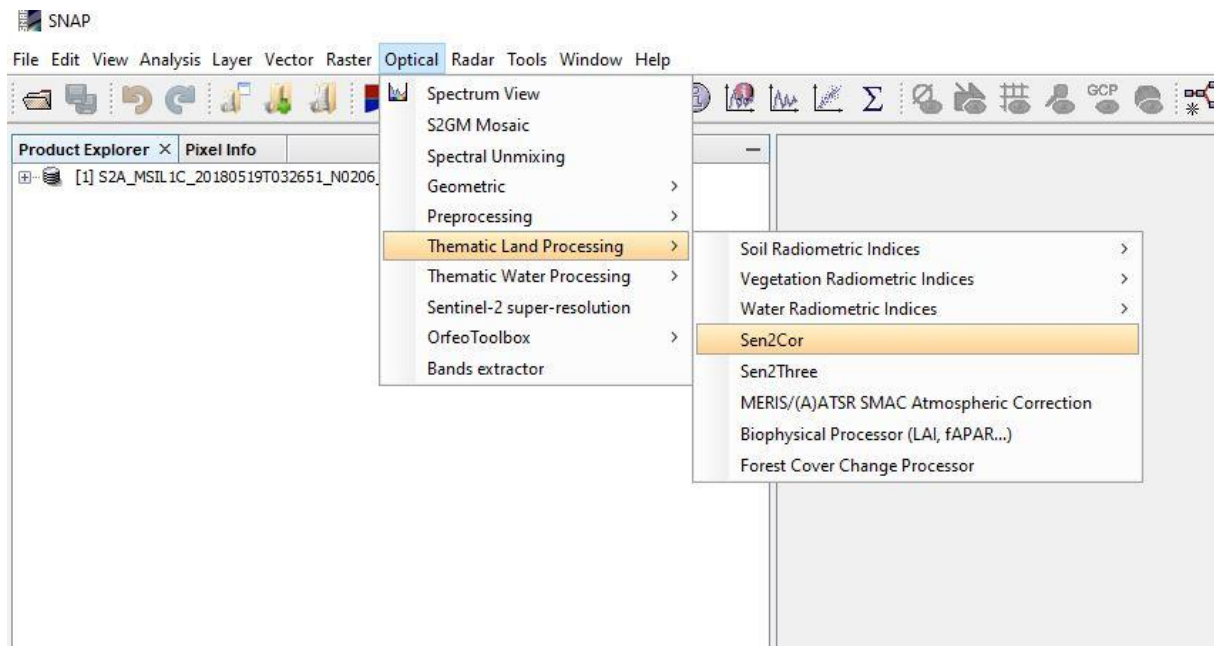 SNAP
File Edit View Analysis Layer Vector Raster Optical Radar Tools Window Help
GCP
Product Explorer × Pixel Info
[1] S2A_MSIL1C_20180519T032651_N0206_
Spectrum View
S2GM Mosaic
Spectral Unmixing
Geometric
Preprocessing
Thematic Land Processing
Thematic Water Processing
Sentinel-2 super-resolution
OrfeoToolbox
Bands extractor
Soil Radiometric Indices
Vegetation Radiometric Indices
Water Radiometric Indices
Sen2Cor
Sen2Three
MERIS/(A)ATSR SMAC Atmospheric Correction
Biophysical Processor (LAI, fAPAR...)
Forest Cover Change Processor